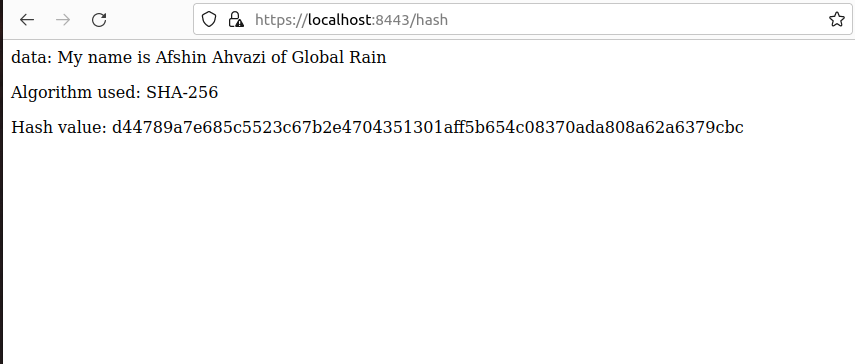 https://localhost:8443/hash
data: My name is Afshin Ahvazi of Global Rain
Algorithm used: SHA-256
Hash value: d44789a7e685c5523c67b2e4704351301aff5b654c08370ada808a62a6379cbc